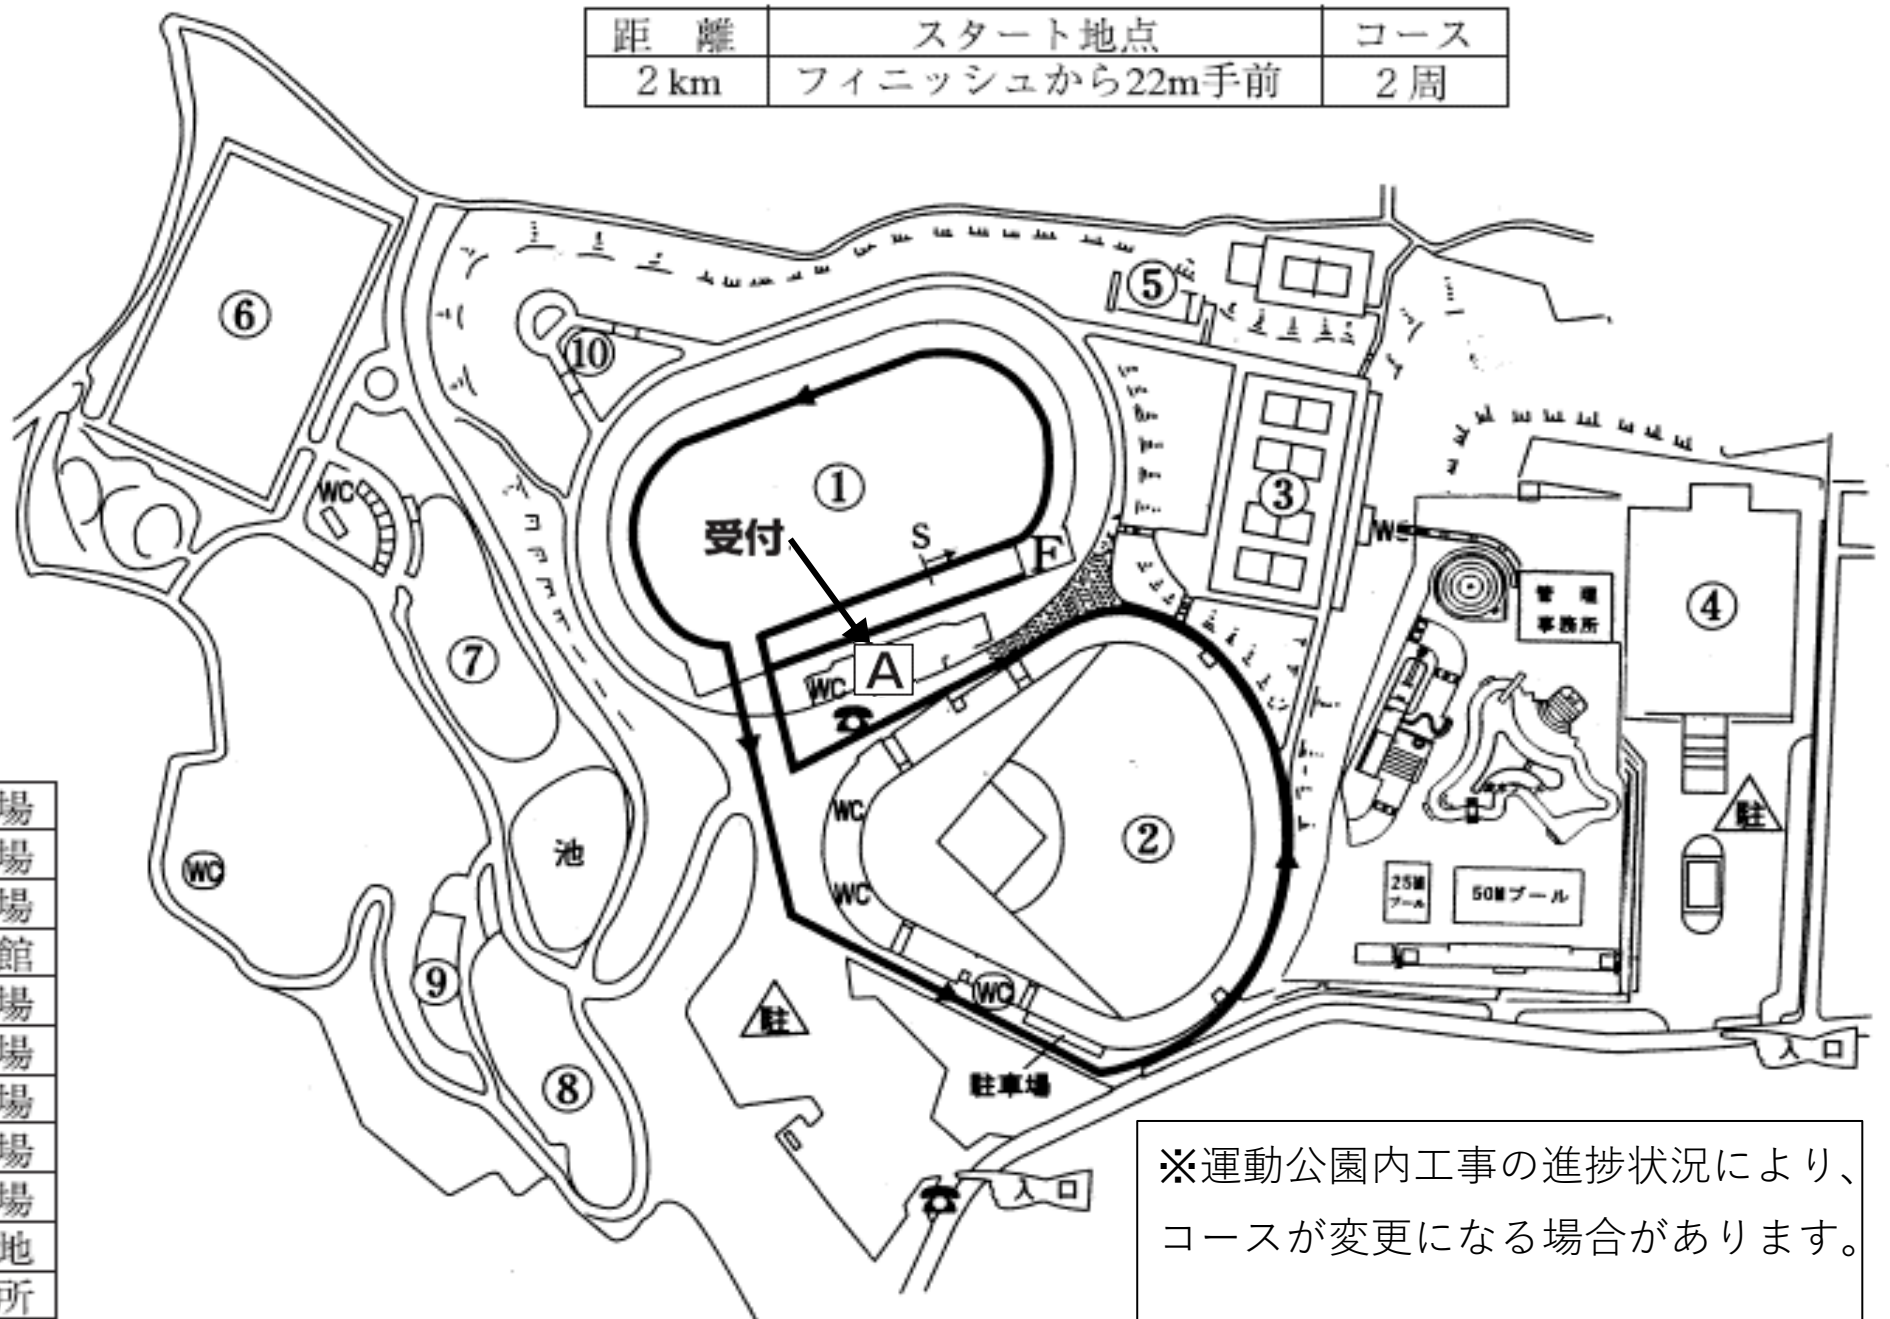 距　離 スタート地点 コース
2 km フィニッシュから22m手前 2 周
⑥
⑤
⑩
①
受付
S
F
③
WC
管　理
事務所
④
⑦
A
WC
WC
②
駐
池
WC
WC
WC
25m
プール
50mプール
⑨
WC
駐
⑧
駐車場
入　口
入　口
※運動公園内工事の進捗状況により、
コースが変更になる場合があります。
場
場
場
館
場
場
場
場
場
地
所